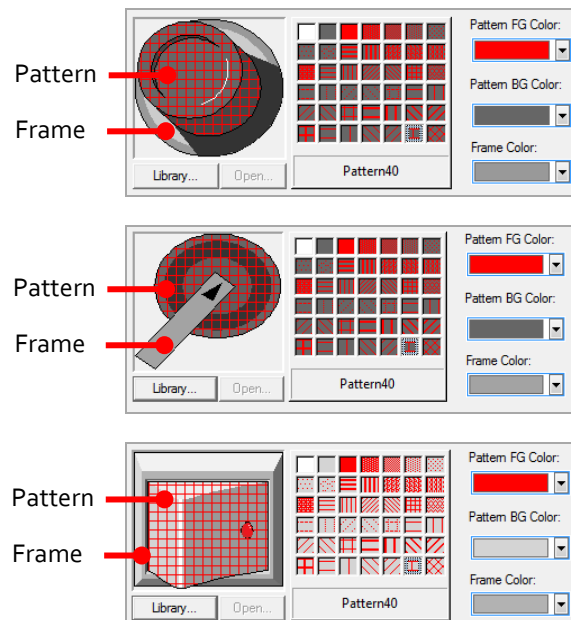 Pattern
Frame
Library...
Open...
Pattern40
Pattern FG Color:
Pattern BG Color:
Frame Color:
Pattern
Frame
Library...
Open...
Pattern40
Pattern FG Color:
Pattern BG Color:
Frame Color:
Pattern
Frame
Library...
Open...
Pattern40
Pattern FG Color:
Pattern BG Color:
Frame Color: